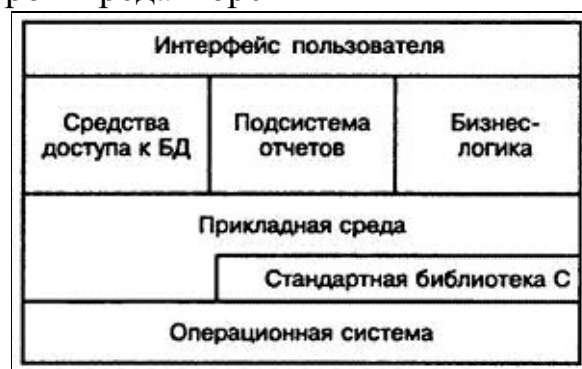 Интерфейс пользователя
Средства
доступа к БД
Подсистема
отчетов
Бизнес-
логика
Прикладная среда
Стандартная библиотека С
Операционная система